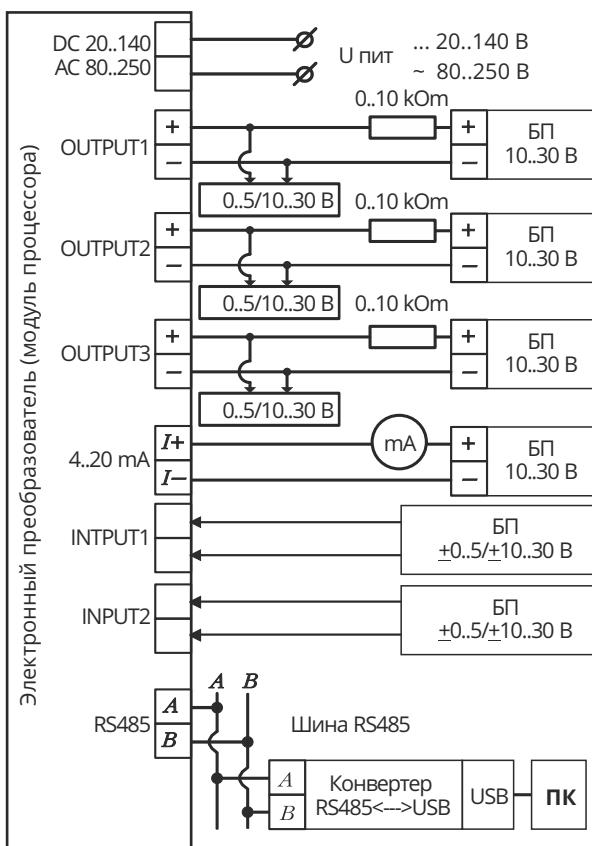 Электронный преобразователь (модуль процессора)
DC 20..140
AC 80..250
U пит
... 20..140 В
~ 80..250 В
OUTPUT1
+
−
0..10 kOm
0..5/10..30 В
+
−
БП
10..30 В
OUTPUT2
+
−
0..10 kOm
0..5/10..30 В
+
−
БП
10..30 В
OUTPUT3
+
−
0..10 kOm
0..5/10..30 В
+
−
БП
10..30 В
4..20 mA
I+
I−
mA
+
−
БП
10..30 В
INTPUT1
БП
±0..5/±10..30 В
INPUT2
БП
±0..5/±10..30 В
RS485
A
B
A B
Шина RS485
A
B
Конвертер
RS485<--->USB
USB
ПК